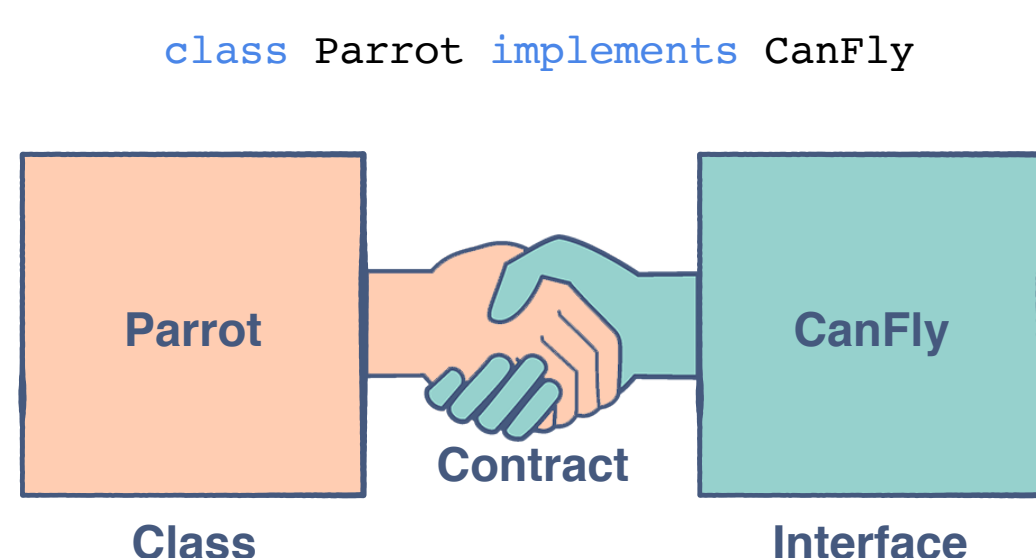 class Parrot implements CanFly
Parrot
CanFly
Contract
Class
Interface